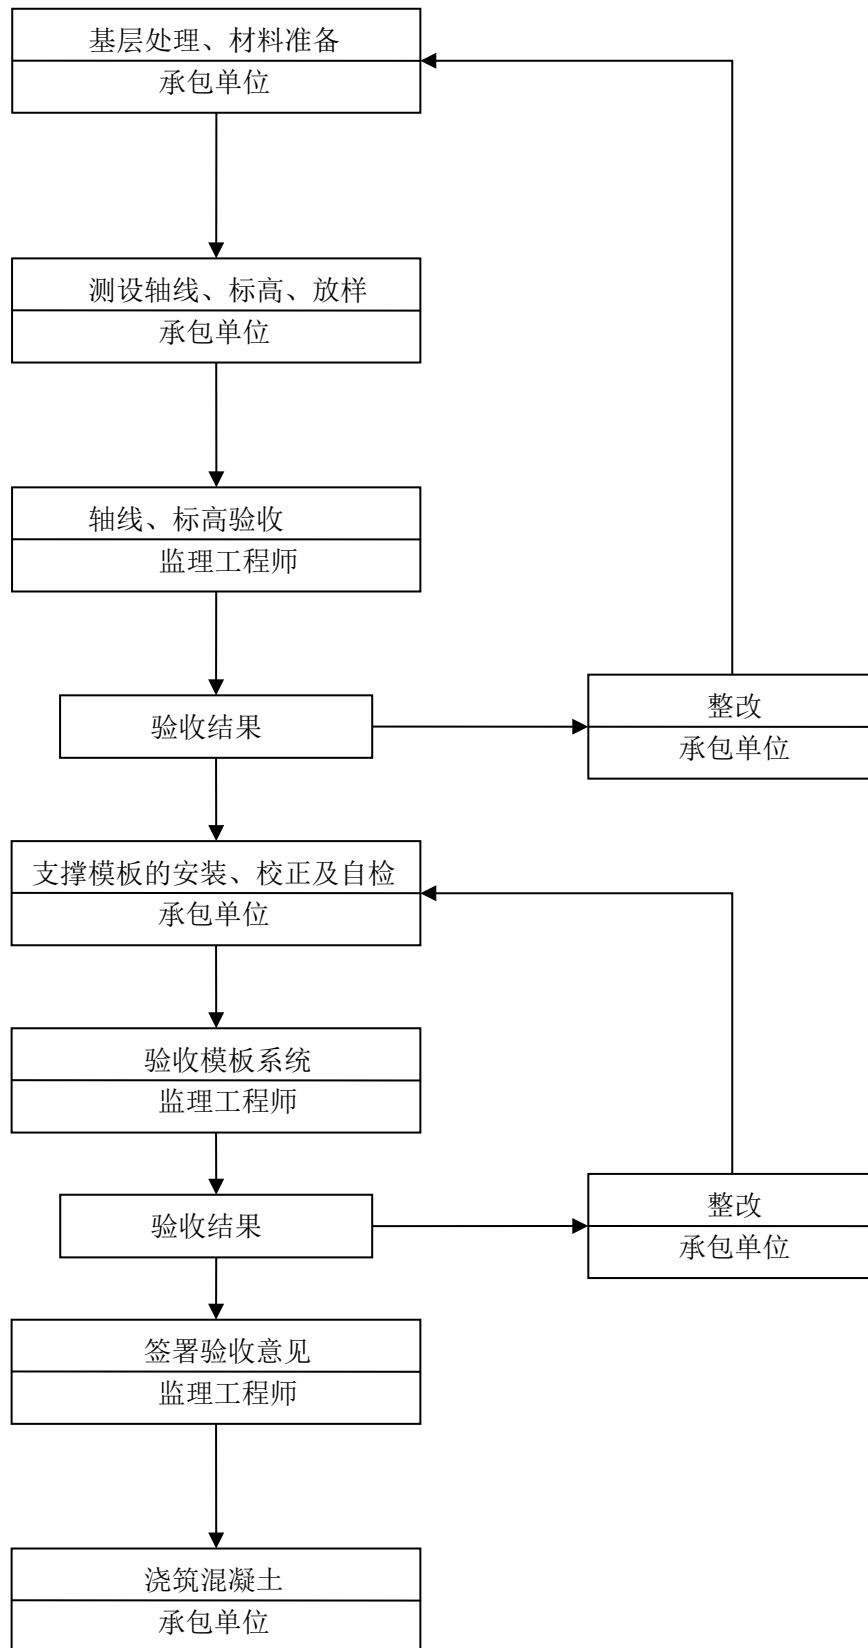 基层处理、材料准备
承包单位
测设轴线、标高、放样
承包单位
轴线、标高验收
监理工程师
验收结果
整改
承包单位
支撑模板的安装、校正及自检
承包单位
验收模板系统
监理工程师
验收结果
整改
承包单位
签署验收意见
监理工程师
浇筑混凝土
承包单位